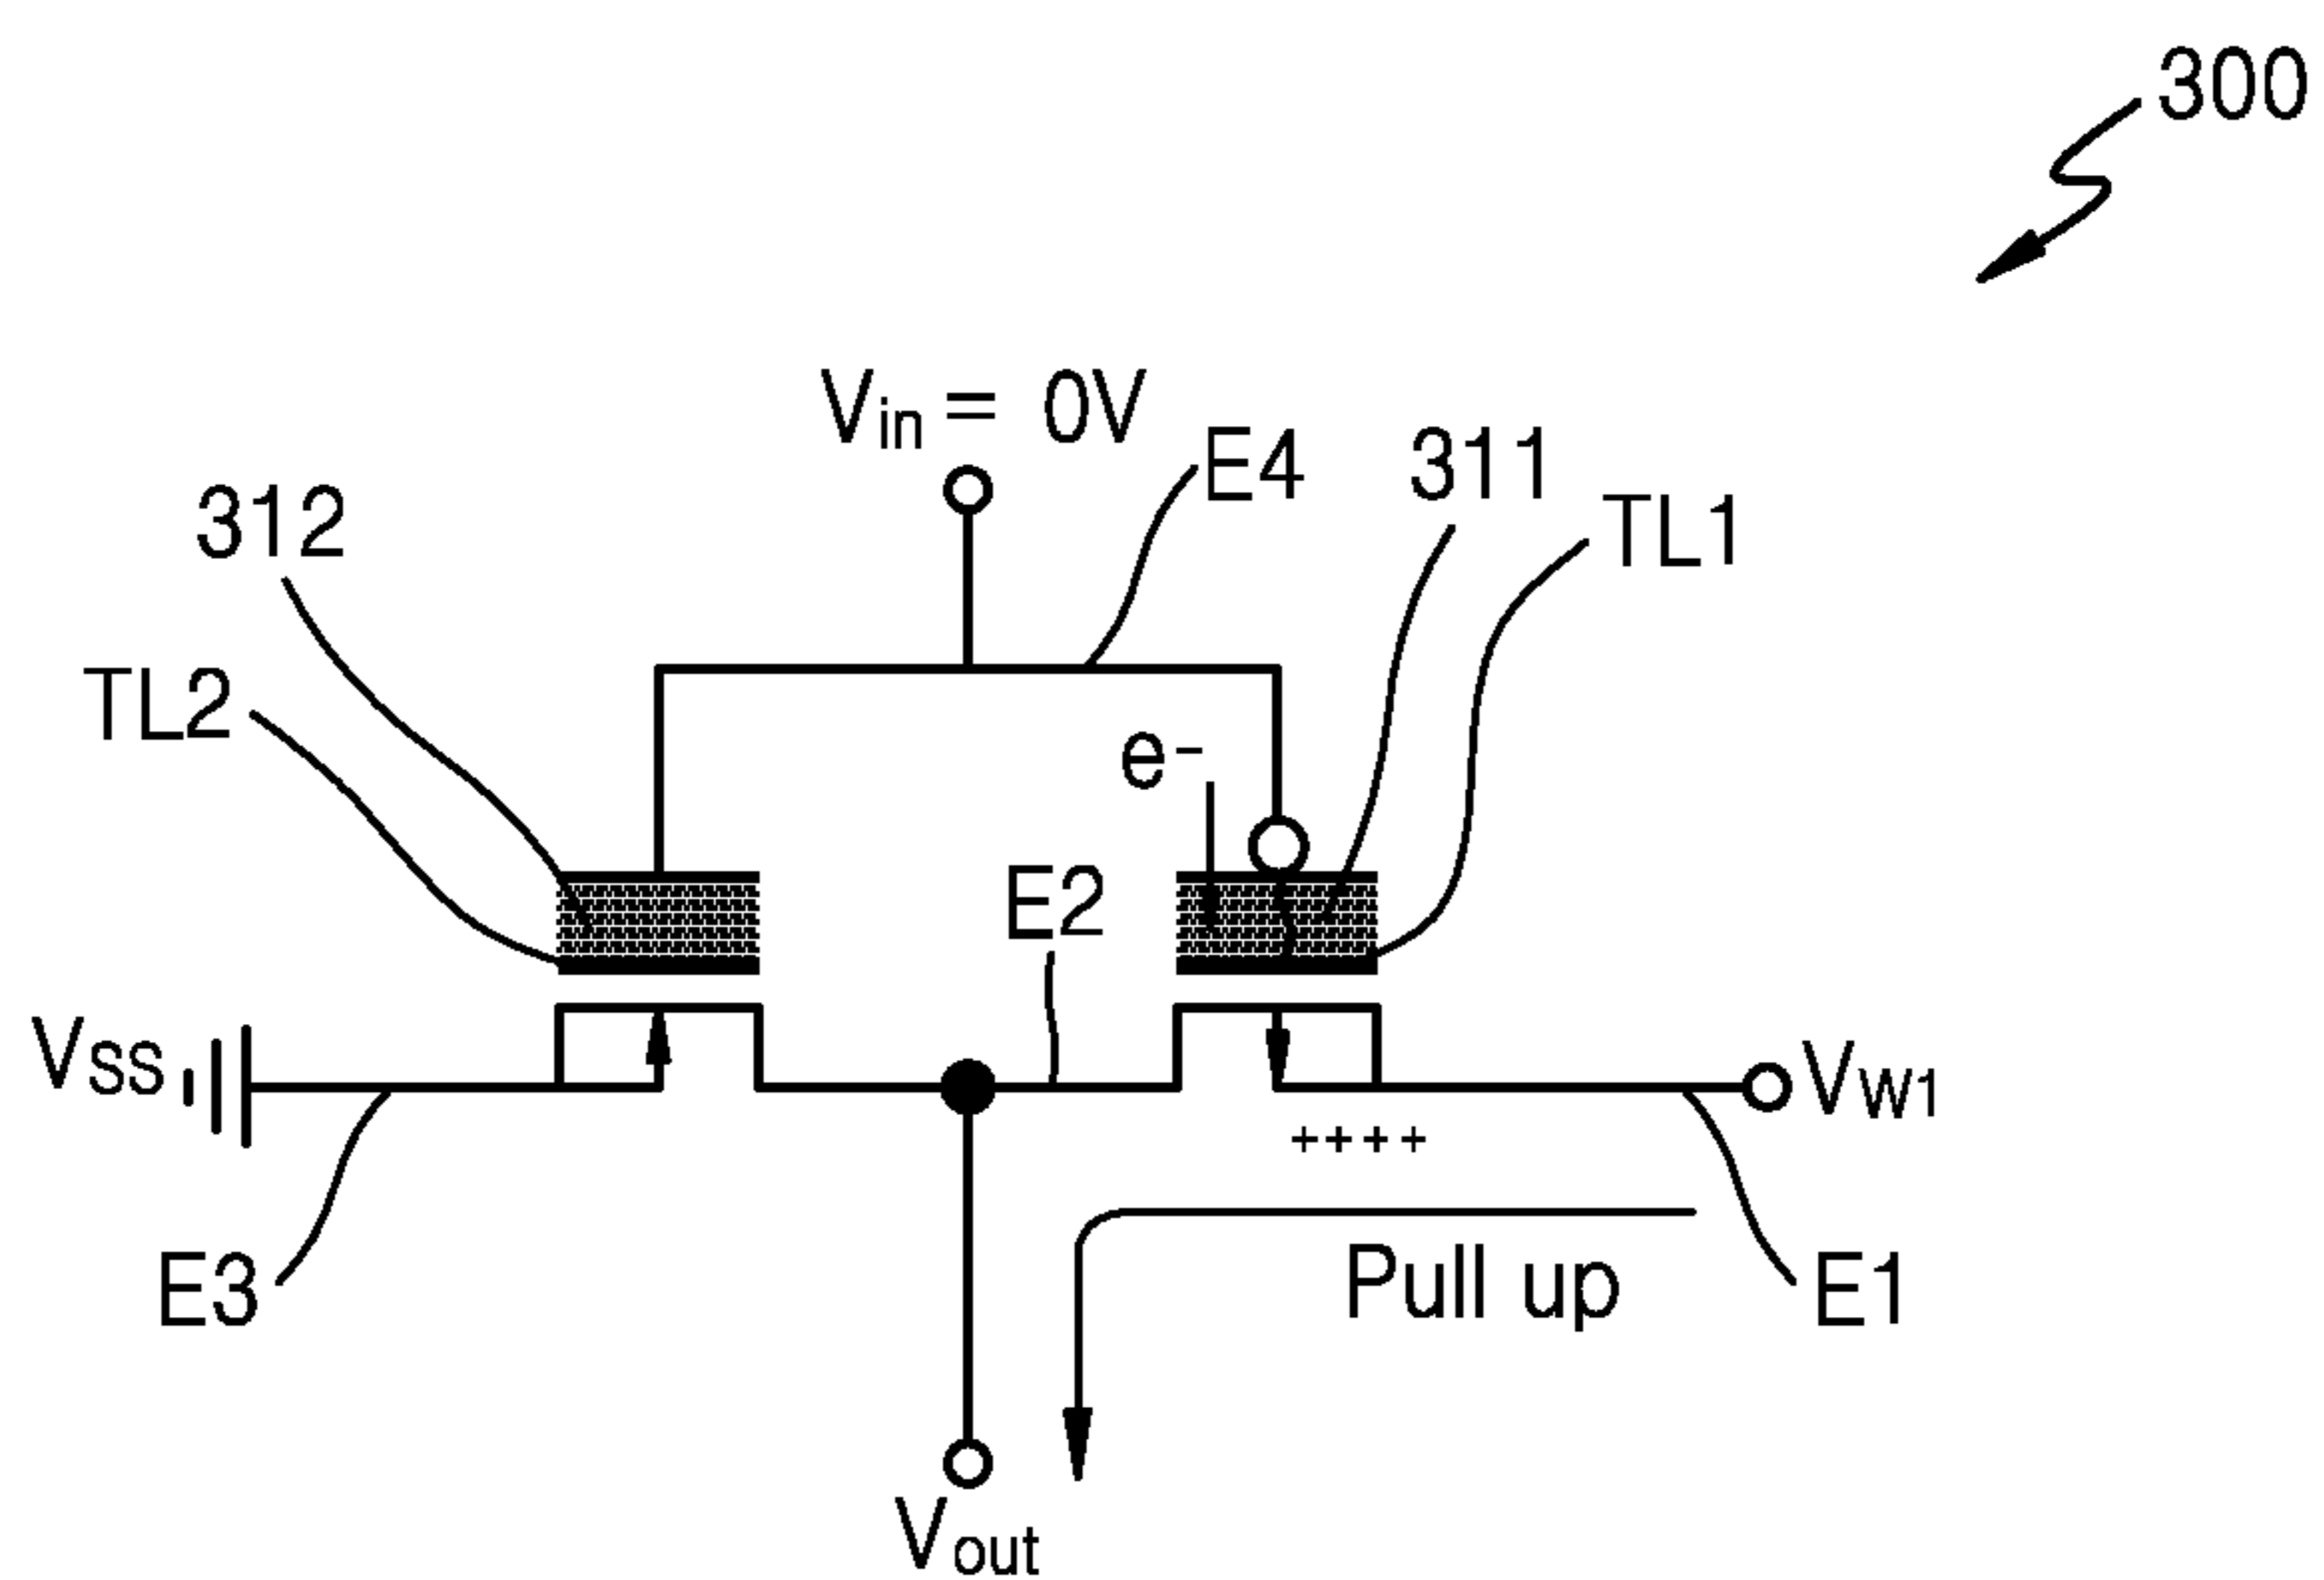 300
Vin = 0V
E4
311
TL1
312
TL2
e-
E2
VSS
VW1
++++
E3
Pull up
E1
Vout